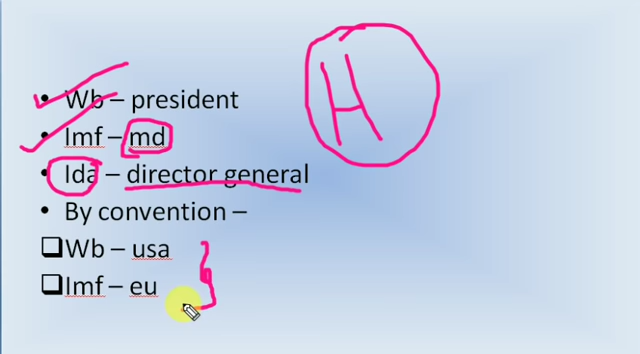 • Wb – president
• Imf – md
• Ida – director general
• By convention –
❑Wb – usa
❑Imf – eu
H